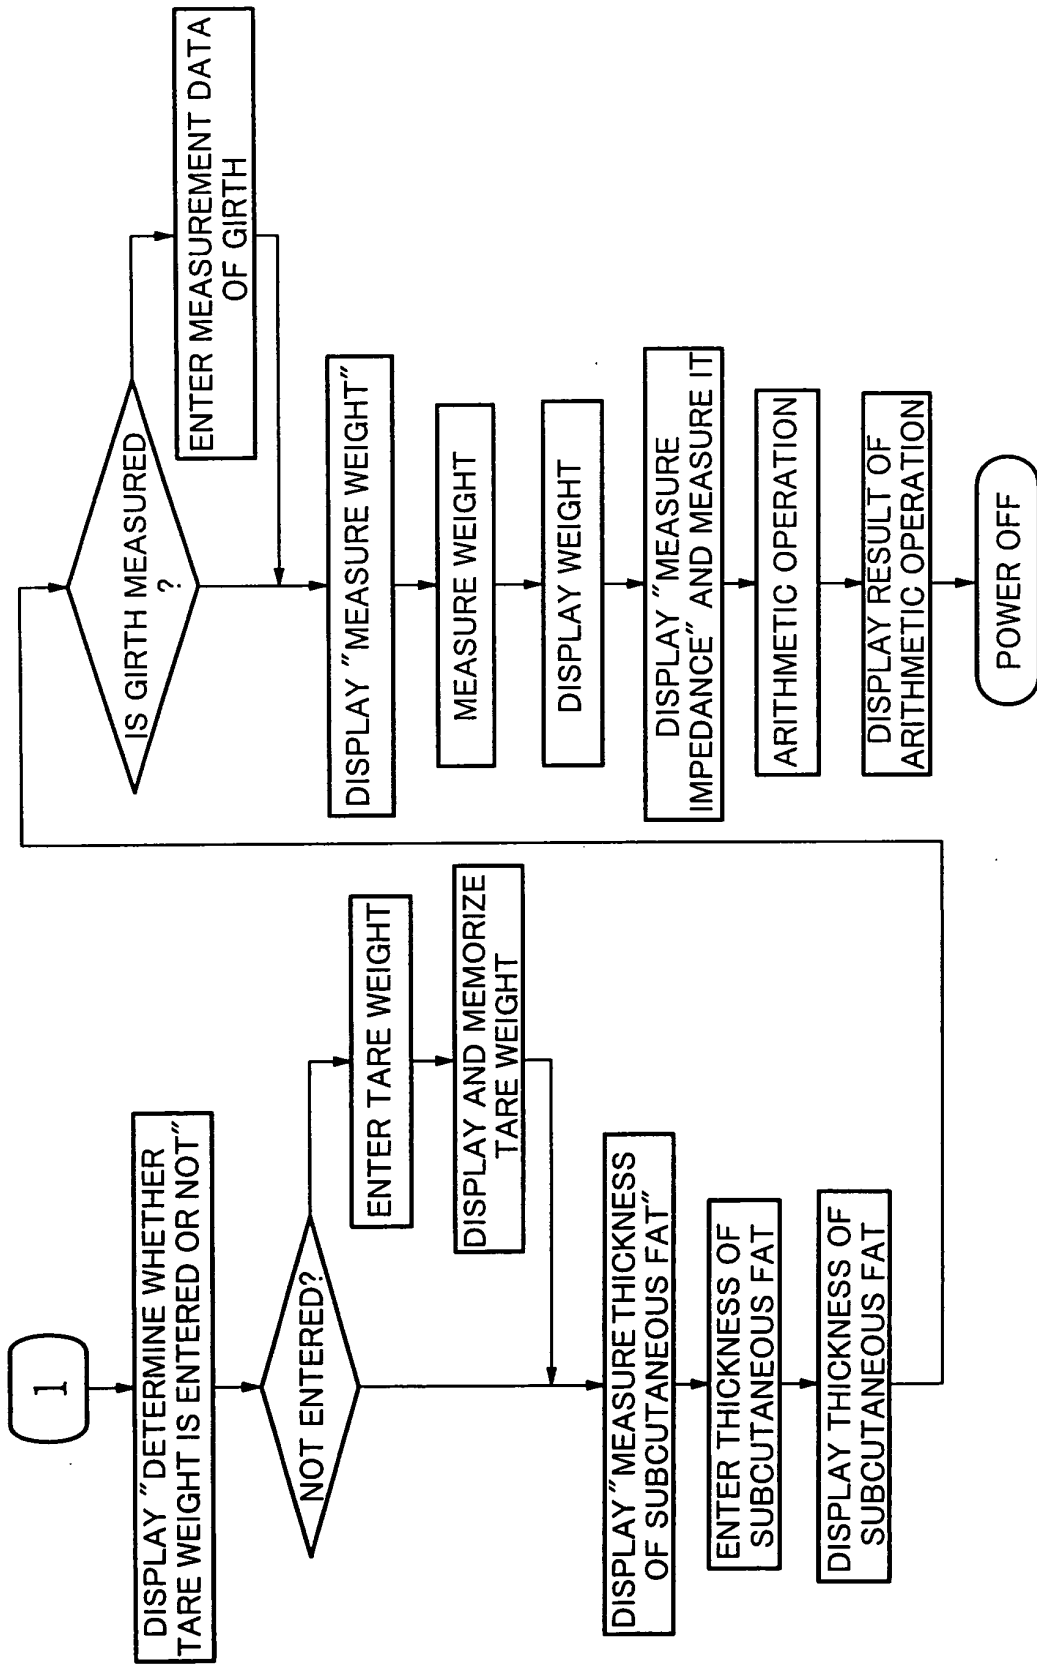 1
DISPLAY "DETERMINE WHETHER
TARE WEIGHT IS ENTERED OR NOT"
NOT ENTERED?
ENTER TARE WEIGHT
DISPLAY AND MEMORIZE
TARE WEIGHT
DISPLAY "MEASURE THICKNESS
OF SUBCUTANEOUS FAT"
ENTER THICKNESS OF
SUBCUTANEOUS FAT
DISPLAY THICKNESS OF
SUBCUTANEOUS FAT
IS GIRTH MEASURED
?
ENTER MEASUREMENT DATA
OF GIRTH
DISPLAY "MEASURE WEIGHT"
MEASURE WEIGHT
DISPLAY WEIGHT
DISPLAY "MEASURE
IMPEDANCE" AND MEASURE IT
ARITHMETIC OPERATION
DISPLAY RESULT OF
ARITHMETIC OPERATION
POWER OFF